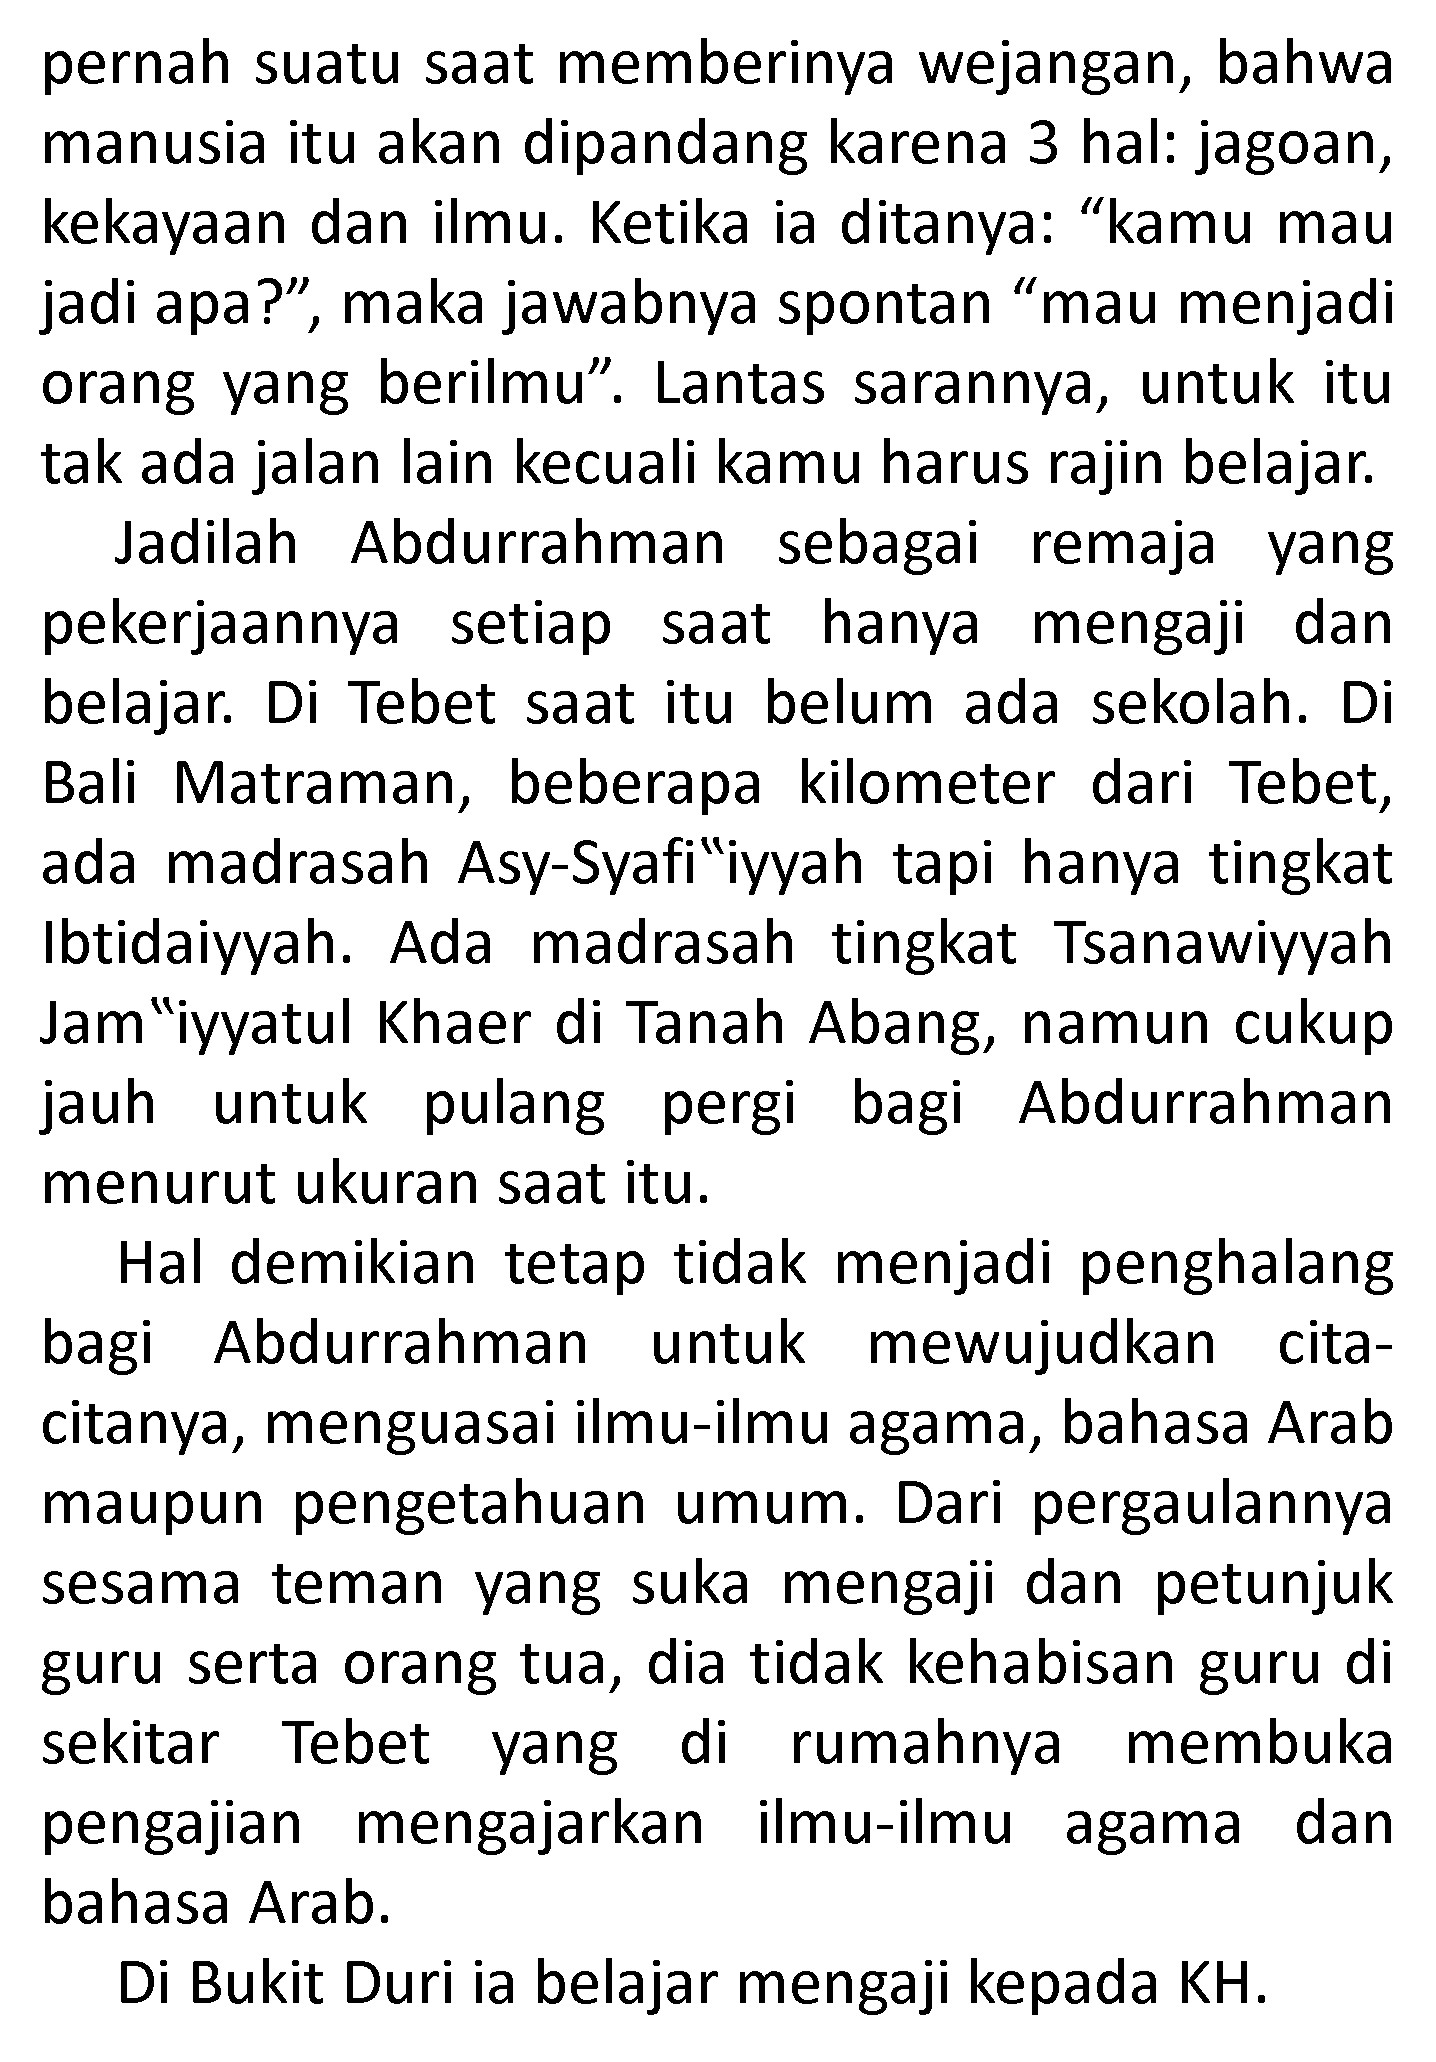 pernah suatu saat memberinya wejangan, bahwa
manusia itu akan dipandang karena 3 hal: jagoan,
kekayaan dan ilmu. Ketika ia ditanya: “kamu mau
jadi apa?”, maka jawabnya spontan “mau menjadi
orang yang berilmu”. Lantas sarannya, untuk itu
tak ada jalan lain kecuali kamu harus rajin belajar.
Jadilah Abdurrahman sebagai remaja yang
pekerjaannya setiap saat hanya mengaji dan
belajar. Di Tebet saat itu belum ada sekolah. Di
Bali Matraman, beberapa kilometer dari Tebet,
ada madrasah Asy-Syafi‟iyyah tapi hanya tingkat
Ibtidaiyyah. Ada madrasah tingkat Tsanawiyyah
Jam‟iyyatul Khaer di Tanah Abang, namun cukup
jauh untuk pulang pergi bagi Abdurrahman
menurut ukuran saat itu.
Hal demikian tetap tidak menjadi penghalang
bagi Abdurrahman untuk mewujudkan cita-
citanya, menguasai ilmu-ilmu agama, bahasa Arab
maupun pengetahuan umum. Dari pergaulannya
sesama teman yang suka mengaji dan petunjuk
guru serta orang tua, dia tidak kehabisan guru di
sekitar Tebet yang di rumahnya membuka
pengajian mengajarkan ilmu-ilmu agama dan
bahasa Arab.
Di Bukit Duri ia belajar mengaji kepada KH.